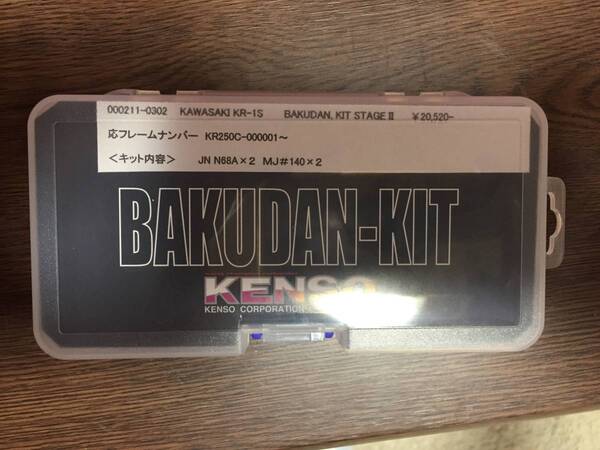 000211-0302 KAWASAKI KR-1S BAKUDAN, KIT STAGE Ⅱ ￥20,520-
応フレームナンバー KR250C-000001～
＜キット内容＞ JN N68A×2 MJ#140×2
BAKUDAN-KIT
KENSO
KENSO CORPORATION